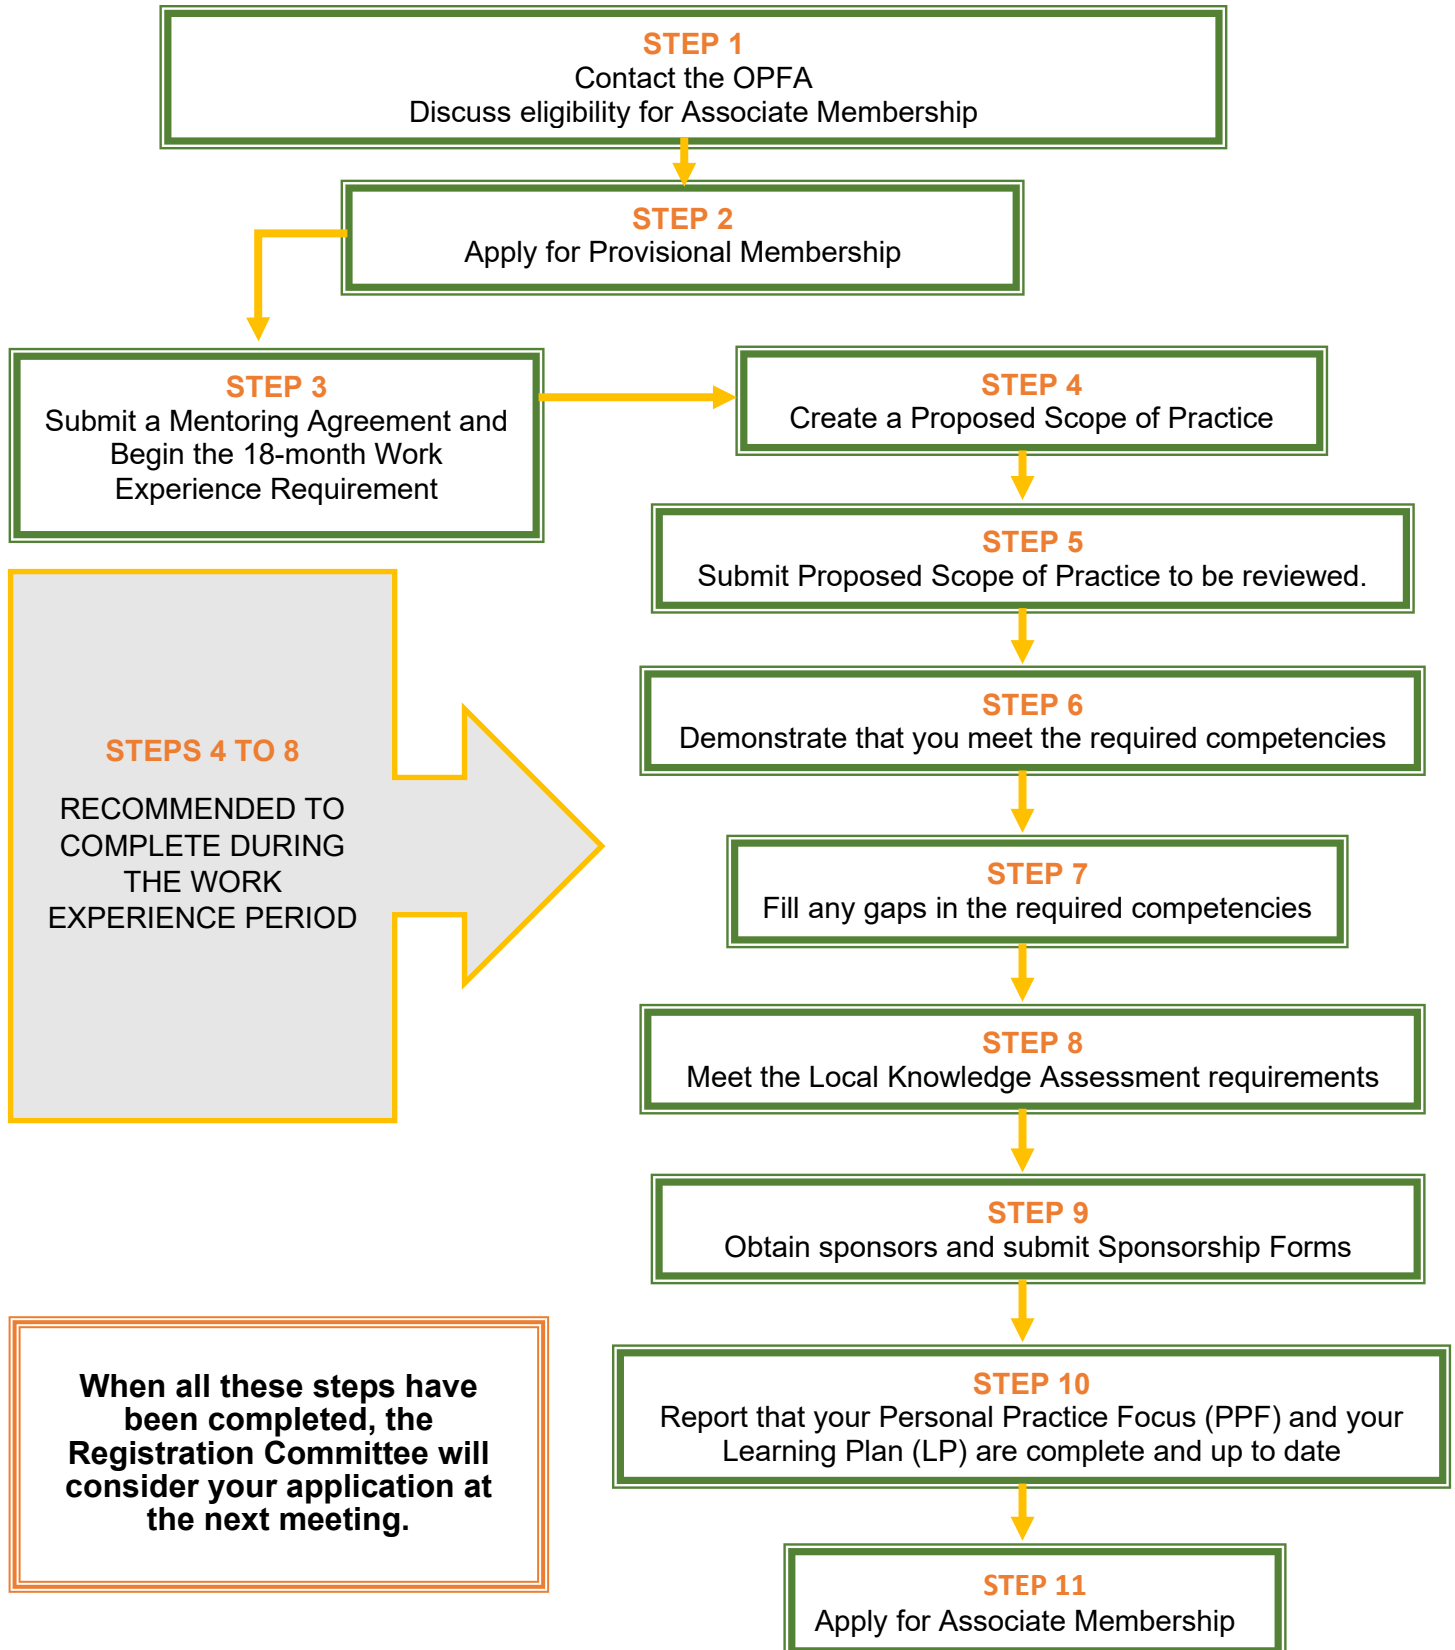 STEP 1
Contact the OPFA
Discuss eligibility for Associate Membership
STEP 2
Apply for Provisional Membership
STEP 3
Submit a Mentoring Agreement and
Begin the 18-month Work
Experience Requirement
STEP 4
Create a Proposed Scope of Practice
STEP 5
Submit Proposed Scope of Practice to be reviewed.
STEP 6
Demonstrate that you meet the required competencies
STEPS 4 TO 8
RECOMMENDED TO
COMPLETE DURING
THE WORK
EXPERIENCE PERIOD
STEP 7
Fill any gaps in the required competencies
STEP 8
Meet the Local Knowledge Assessment requirements
STEP 9
Obtain sponsors and submit Sponsorship Forms
STEP 10
Report that your Personal Practice Focus (PPF) and your
Learning Plan (LP) are complete and up to date
STEP 11
Apply for Associate Membership
When all these steps have
been completed, the
Registration Committee will
consider your application at
the next meeting.